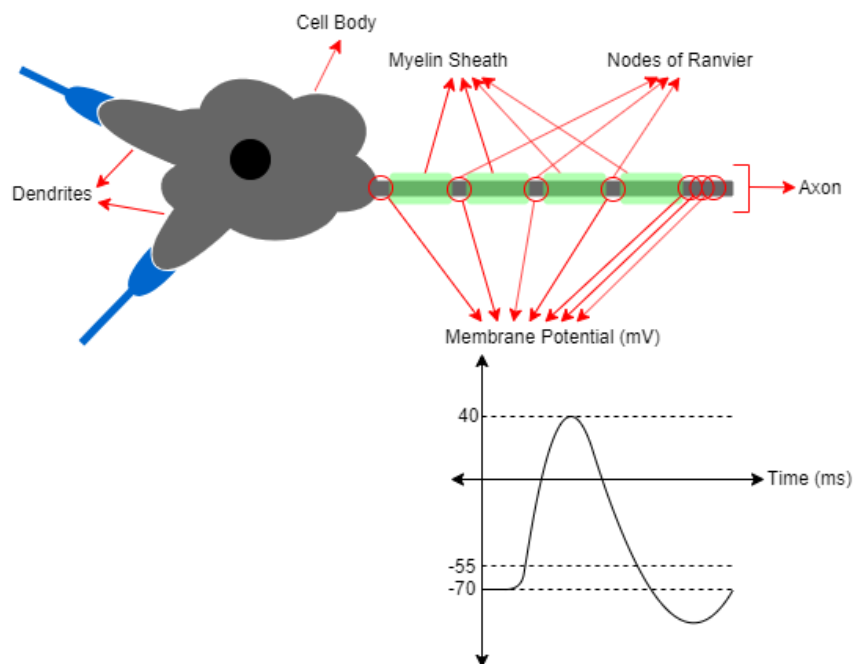 Cell Body
Myelin Sheath
Nodes of Ranvier
Dendrites
Axon
Membrane Potential (mV)
40
Time (ms)
-55
-70